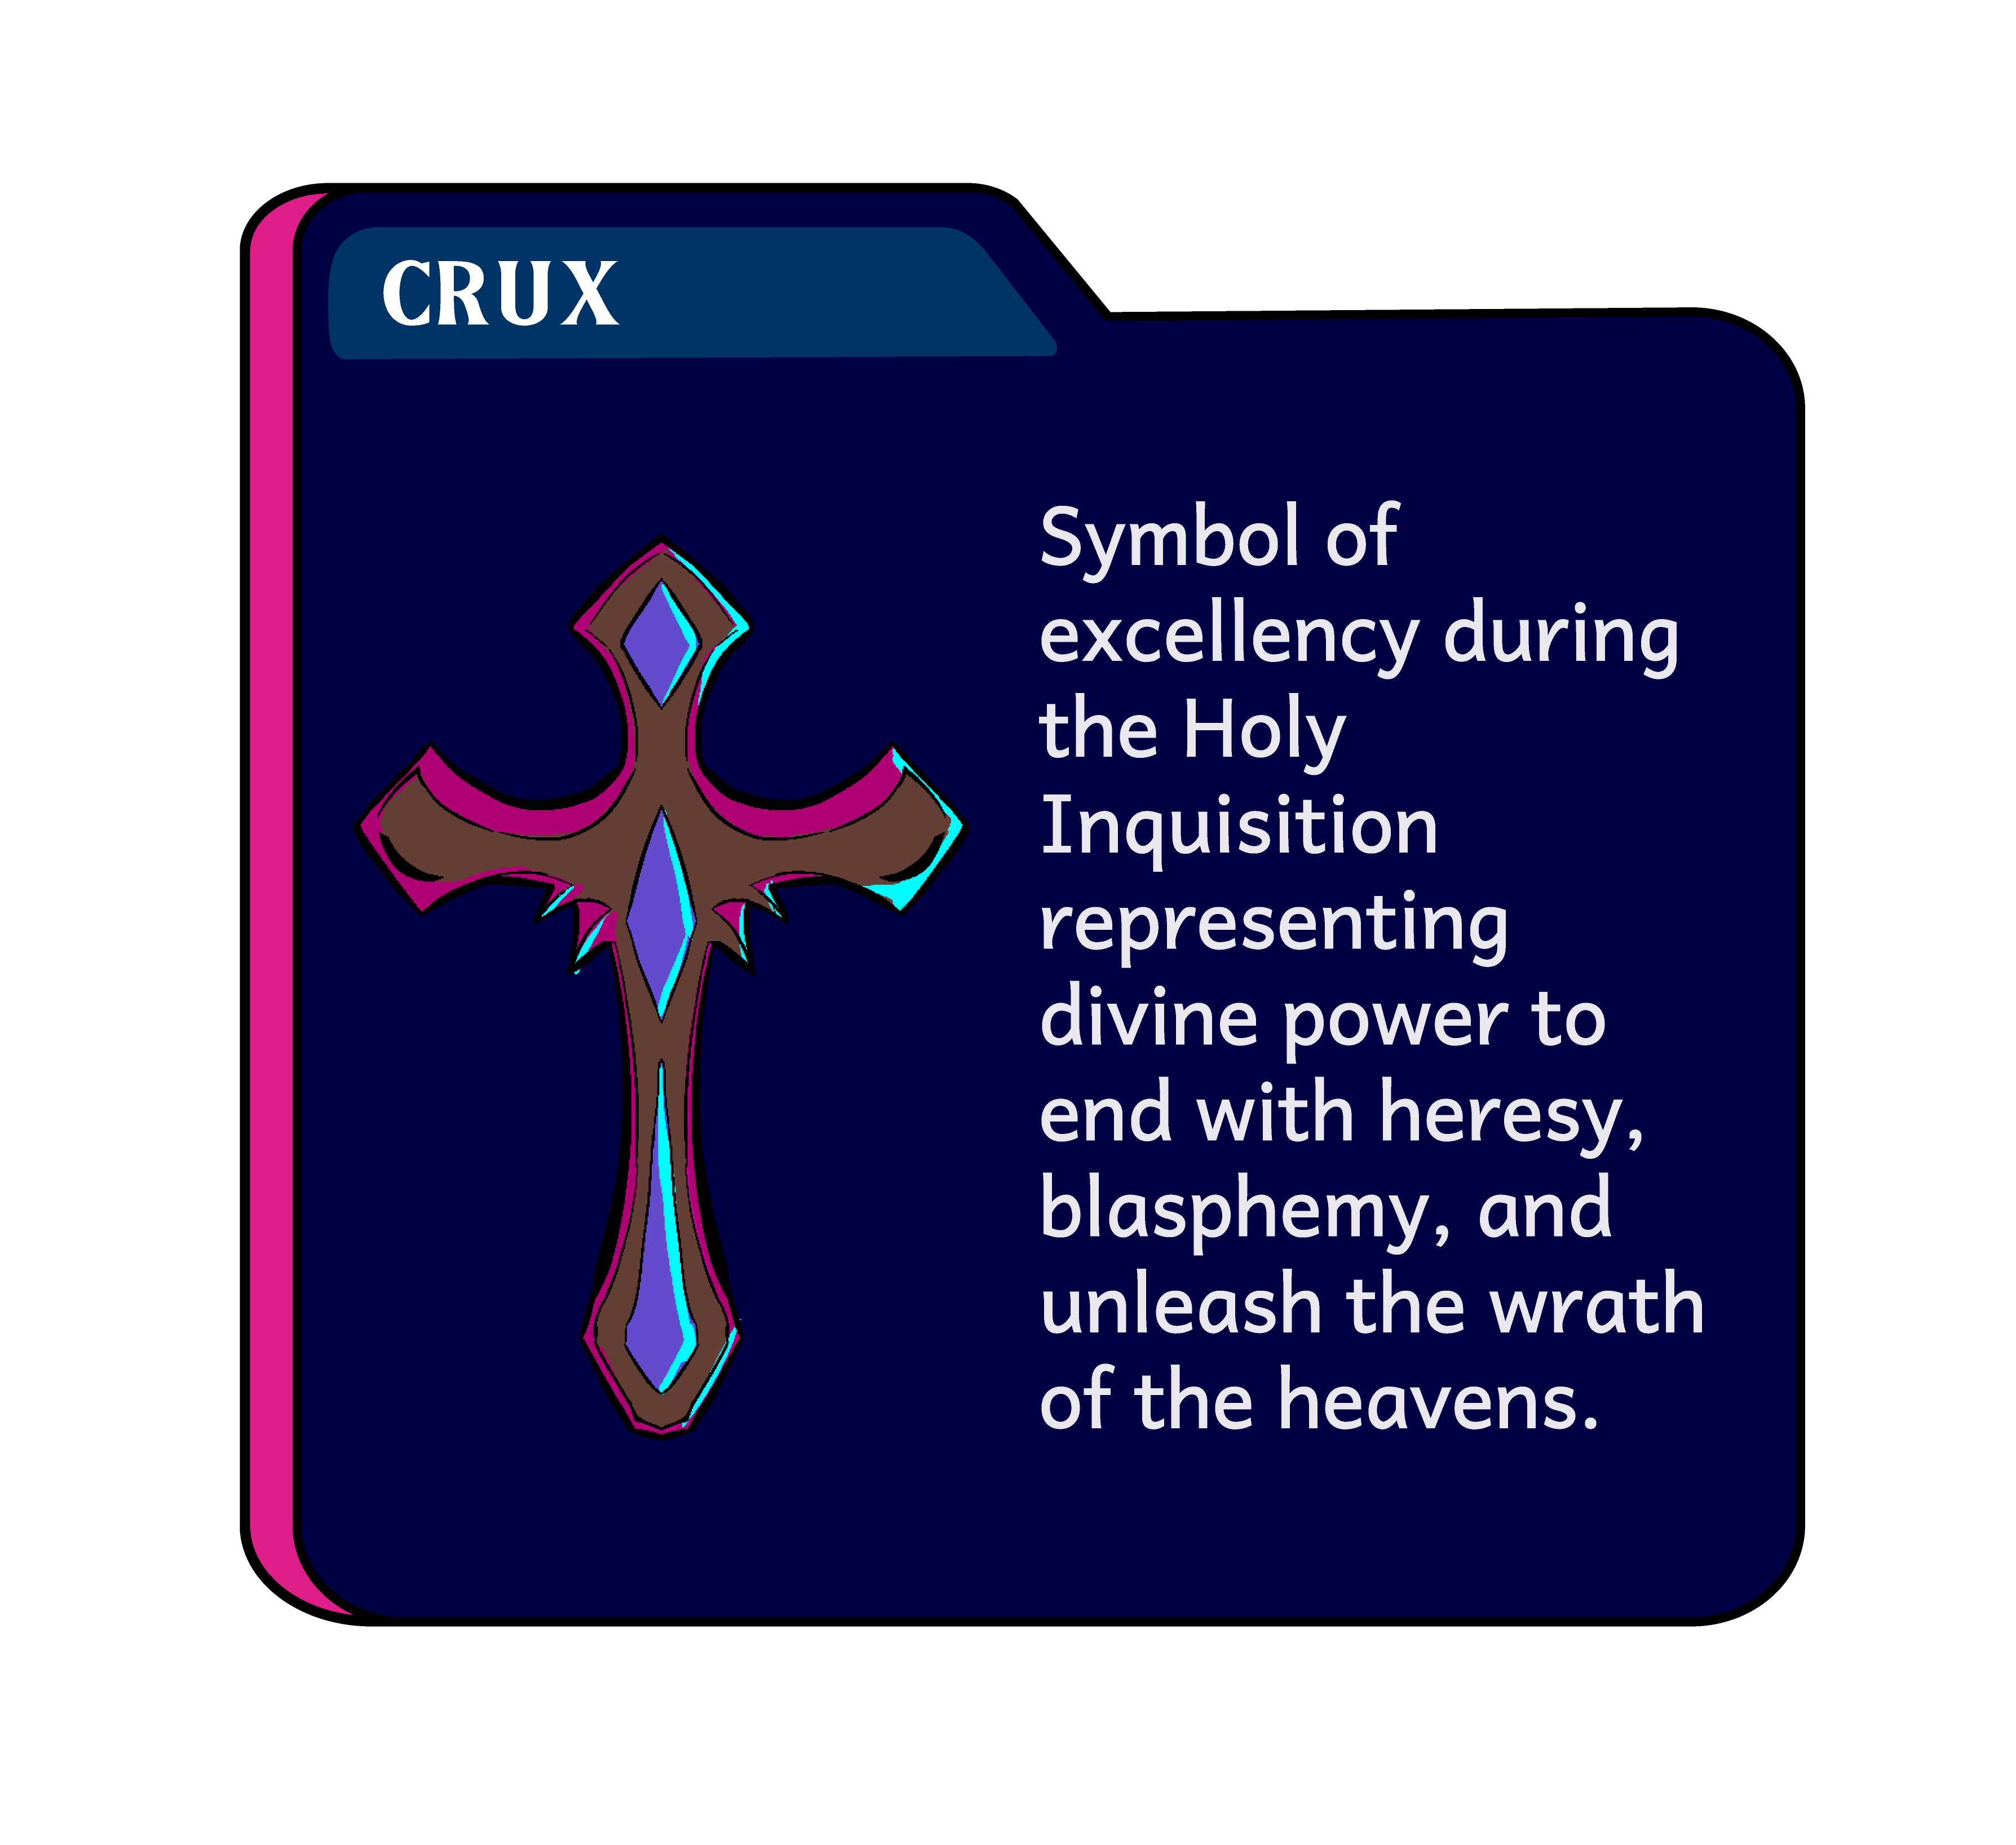 CRUX
Symbol of
excellency during
the Holy
Inquisition
representing
divine power to
end with heresy,
blasphemy, and
unleash the wrath
of the heavens.